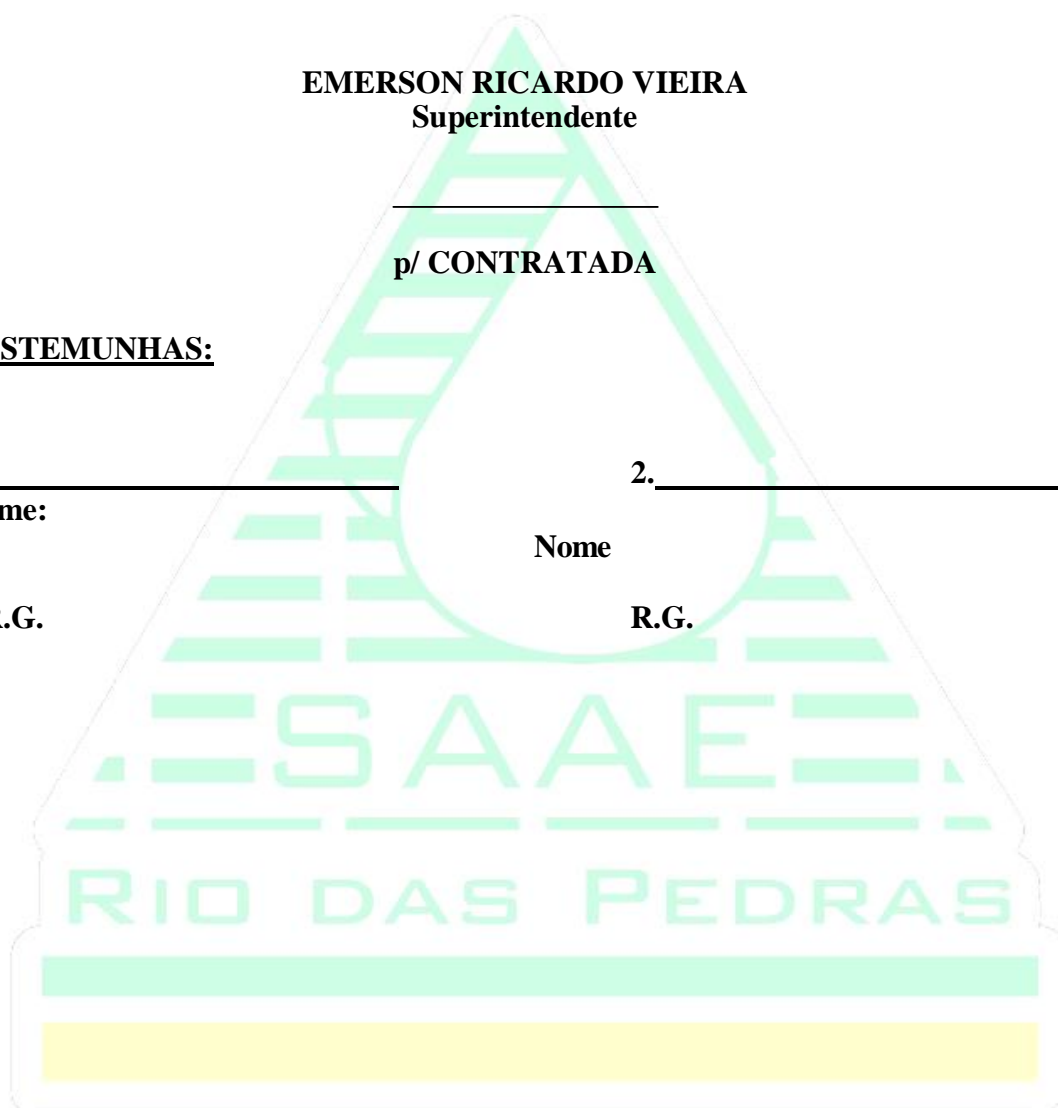 EMERSON RICARDO VIEIRA
Superintendente
p/ CONTRATADA
STEMUNHAS:
2.
me:
Nome
.G.
R.G.
SAAE
RIO DAS PEDRAS